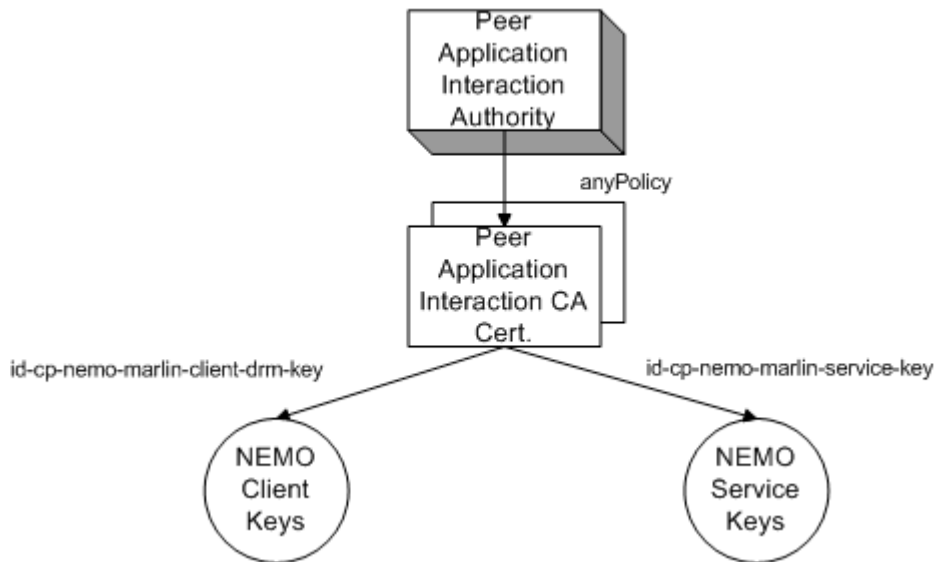 Peer
Application
Interaction
Authority
anyPolicy
Peer
Application
Interaction CA
Cert.
id-cp-nemo-marlin-client-drm-key
id-cp-nemo-marlin-service-key
NEMO
Client
Keys
NEMO
Service
Keys